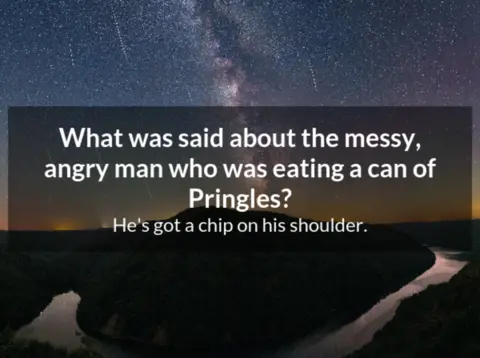 What was said about the messy,
angry man who was eating a can of
Pringles?
He's got a chip on his shoulder.